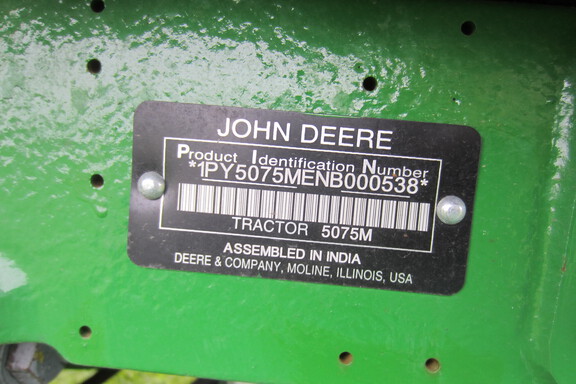 JOHN DEERE
Product Identification Number
*1PY5075MENB000538*
TRACTOR 5075M
ASSEMBLED IN INDIA
DEERE & COMPANY, MOLINE, ILLINOIS, USA